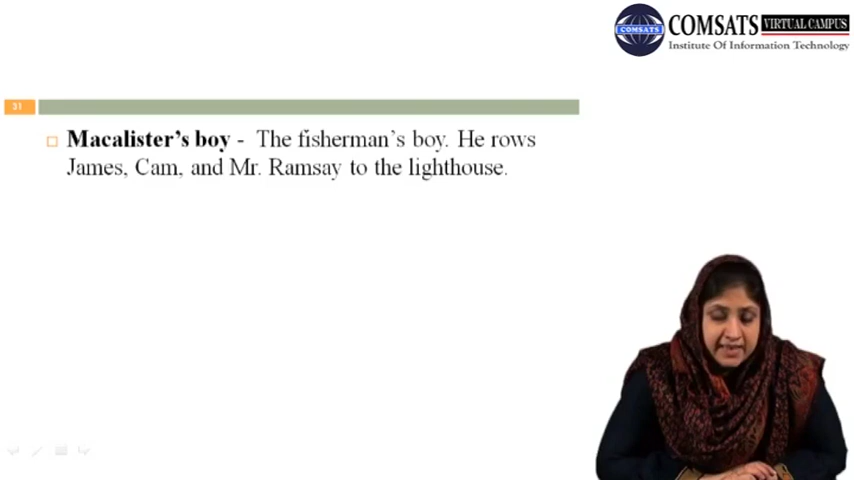 COMSATS
COMSATS VIRTUAL CAMPUS
Institute Of Information Technology
31
Macalister's boy - The fisherman's boy. He rows
James, Cam, and Mr. Ramsay to the lighthouse.